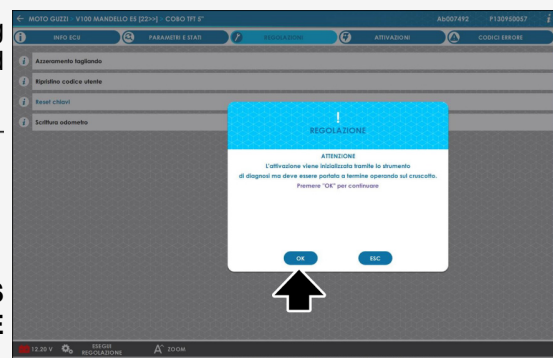 ← MOTO GUZZI - V100 MANDELLO E5 [22>>] - COBO TFT 5" Ab007492 P130950057 i
INFO ECU PARAMETRI E STATI REGOLAZIONE ATTIVAZIONI CODICI ERRORE
Azzeramento tagliando
Ripristino codice utente
Reset chiavi
Scrittura odometro
!
REGOLAZIONE
ATTENZIONE
L'attivazione viene inizializzata tramite lo strumento
di diagnosi ma deve essere portato a termine operando sul cruscotto.
Premere "OK" per continuare
OK ESC
12.20 V ESEGUI REGOLAZIONE ZOOM